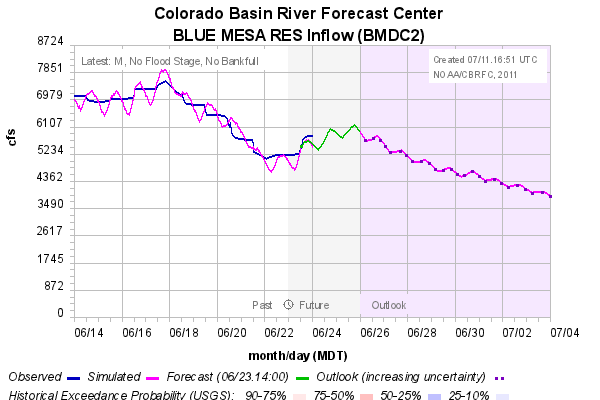 Colorado Basin River Forecast Center
BLUE MESA RES Inflow (BMDC2)
8724
Latest: M, No Flood Stage, No Bankfull
Created 07/11.16:51 UTC
NOAA/CBRFC, 2011
7851
6979
6107
cfs
5234
4362
3490
2617
1745
872
0
Past Future Outlook
06/14 06/16 06/18 06/20 06/22 06/24 06/26 06/28 06/30 07/02 07/04
month/day (MDT)
Observed Simulated Forecast (06/23.14:00) Outlook (increasing uncertainty)
Historical Exceedance Probability (USGS): 90-75% 75-50% 50-25% 25-10%